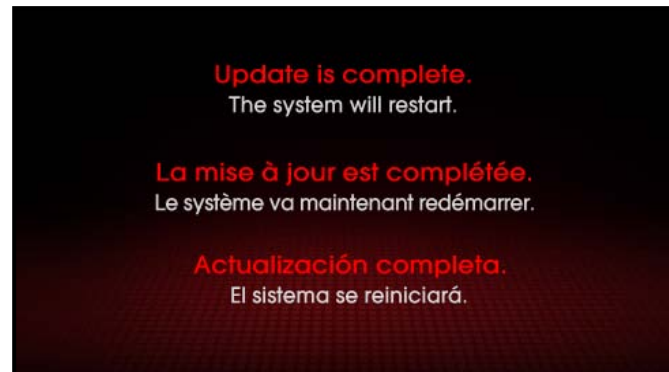 Update is complete.
The system will restart.
La mise à jour est complétée.
Le système va maintenant redémarrer.
Actualización completa.
El sistema se reiniciará.